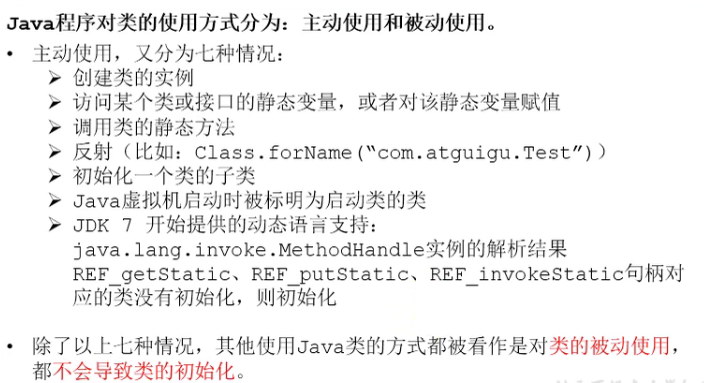 Java程序对类的使用方式分为：主动使用和被动使用。
• 主动使用，又分为七种情况：
➢ 创建类的实例
➢ 访问某个类或接口的静态变量，或者对该静态变量赋值
➢ 调用类的静态方法
➢ 反射（比如：Class.forName(“com.atguigu.Test”)）
➢ 初始化一个类的子类
➢ Java虚拟机启动时被标明为启动类的类
➢ JDK 7 开始提供的动态语言支持：
java.lang.invoke.MethodHandle实例的解析结果
REF_getStatic、REF_putStatic、REF_invokeStatic句柄对
应的类没有初始化，则初始化
• 除了以上七种情况，其他使用Java类的方式都被看作是对类的被动使用，
都不会导致类的初始化。